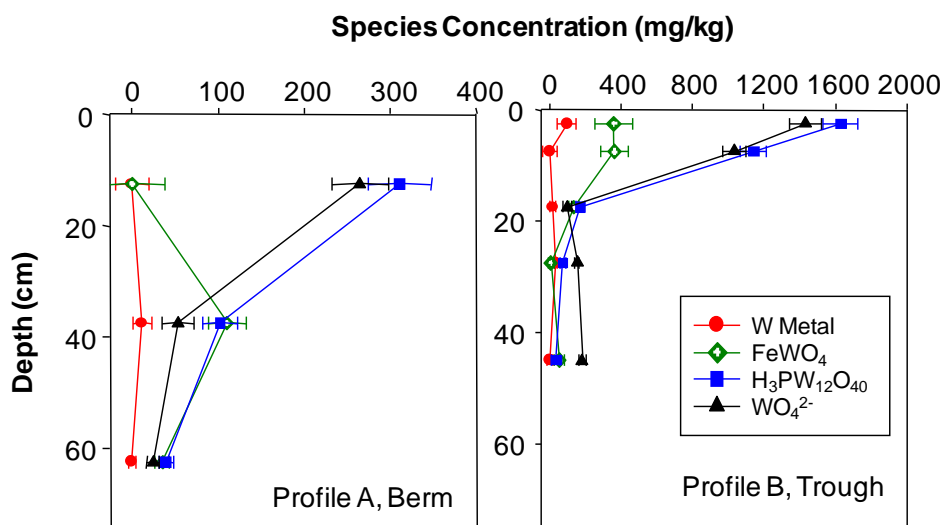 Species Concentration (mg/kg)
0 100 200 300 400
0 400 800 1200 1600 2000
Depth (cm)
0
20
40
60
Profile A, Berm
0
20
40
60
W Metal
FeWO₄
H₃PW₁₂O₄₀
WO₄²⁻
Profile B, Trough